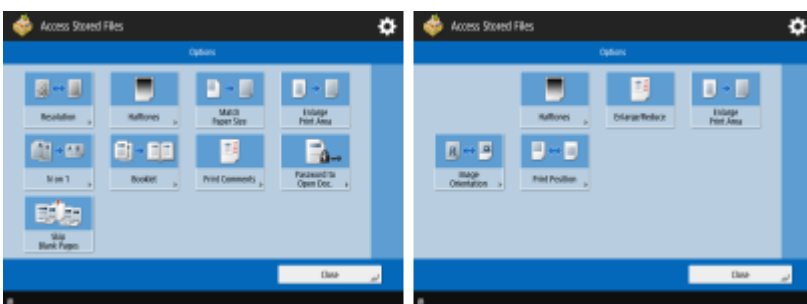 Access Stored Files
Options
Resolution
Halftones
Match
Paper Size
Enlarge
Print Area
N on 1
Booklet
Print Comments
Password to
Open Doc.
Skip
Blank Pages
Close
Access Stored Files
Options
Halftones
Enlarge/Reduce
Enlarge
Print Area
Image
Orientation
Print Position
Close